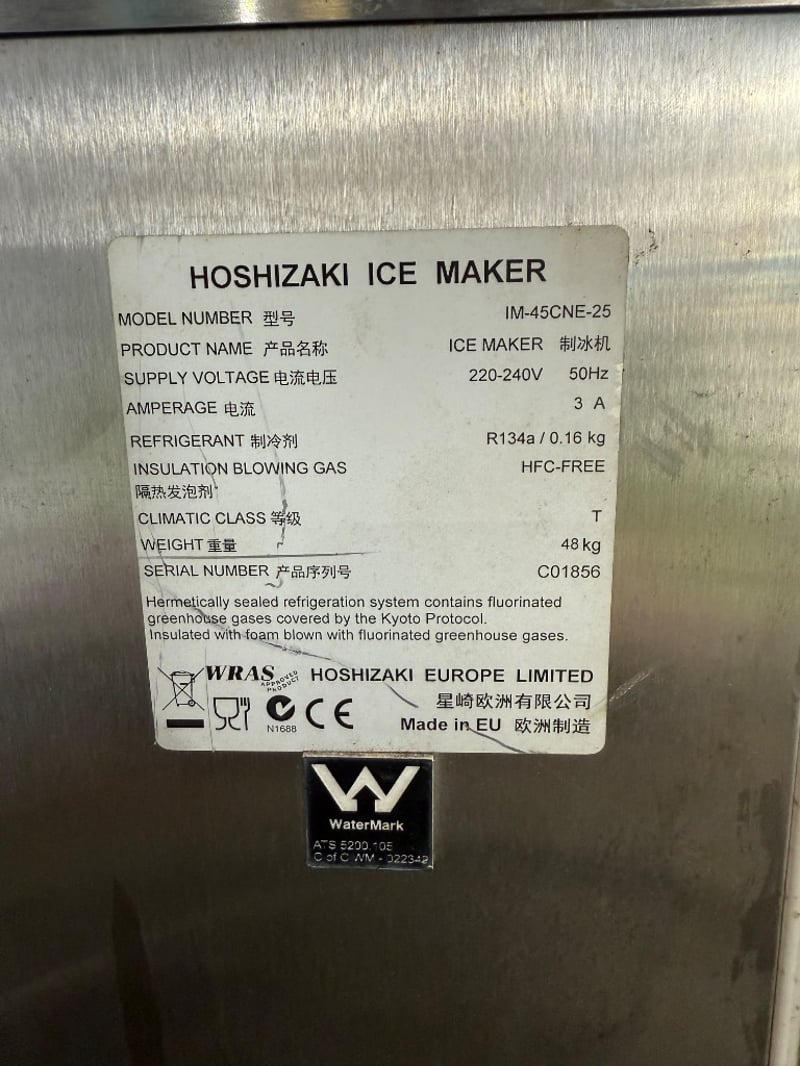 HOSHIZAKI ICE MAKER
MODEL NUMBER 型号 IM-45CNE-25
PRODUCT NAME 产品名称 ICE MAKER 制冰机
SUPPLY VOLTAGE 电流电压 220-240V 50Hz
AMPERAGE 电流 3 A
REFRIGERANT 制冷剂 R134a / 0.16 kg
INSULATION BLOWING GAS HFC-FREE
隔热发泡剂
CLIMATIC CLASS 等级 T
WEIGHT 重量 48 kg
SERIAL NUMBER 产品序列号 C01856
Hermetically sealed refrigeration system contains fluorinated
greenhouse gases covered by the Kyoto Protocol.
Insulated with foam blown with fluorinated greenhouse gases.
WRAS APPROVED PRODUCT HOSHIZAKI EUROPE LIMITED
星崎欧洲有限公司
N1688 CE Made in EU 欧洲制造
WaterMark
ATS 5200.105
C of C WM - 022342